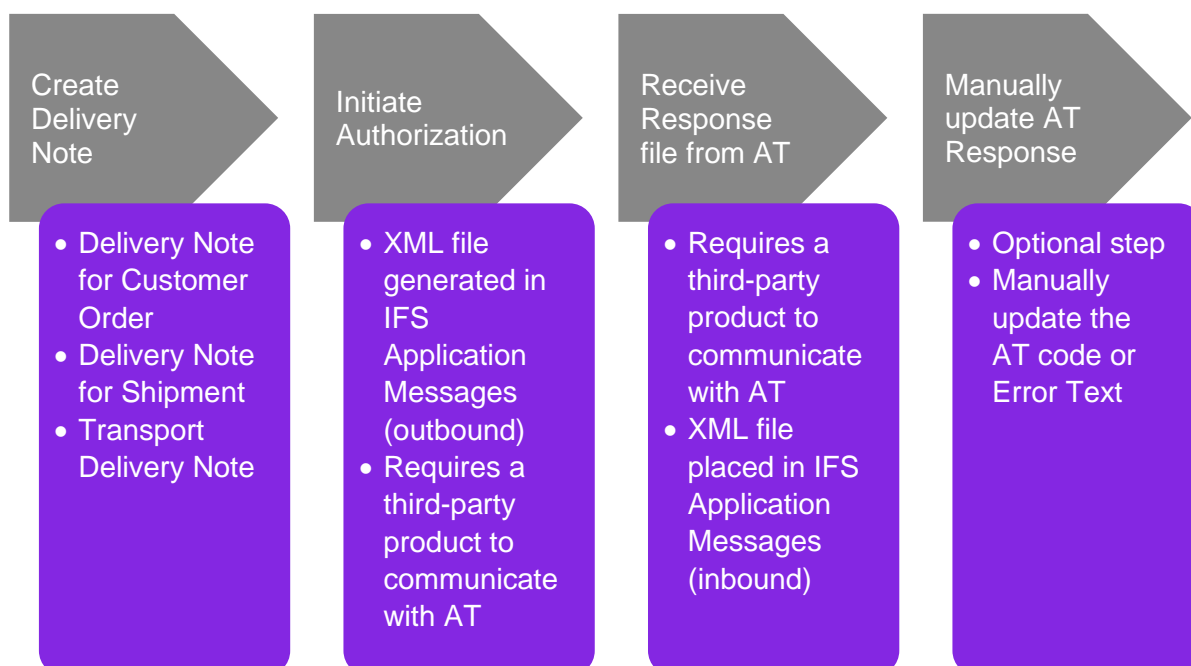 Create
Delivery
Note
Initiate
Authorization
Receive
Response
file from AT
Manually
update AT
Response
• Delivery Note
for Customer
Order
• Delivery Note
for Shipment
• Transport
Delivery Note
• XML file
generated in
IFS
Application
Messages
(outbound)
• Requires a
third-party
product to
communicate
with AT
• Requires a
third-party
product to
communicate
with AT
• XML file
placed in IFS
Application
Messages
(inbound)
• Optional step
• Manually
update the
AT code or
Error Text